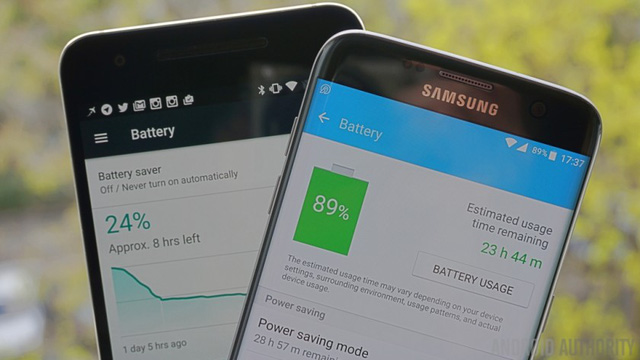 Battery
Battery saver
Off / Never turn on automatically
24%
Approx. 8 hrs left
1 day 5 hrs ago
SAMSUNG
89% 17:37
Battery
89%
Estimated usage
time remaining
23 h 44 m
BATTERY USAGE
The estimated usage time may vary depending on your device
settings, surrounding environment, usage patterns, and actual
device usage.
Power saving
Power saving mode
28 h 57 m remain
ANDROID AUTHORITY